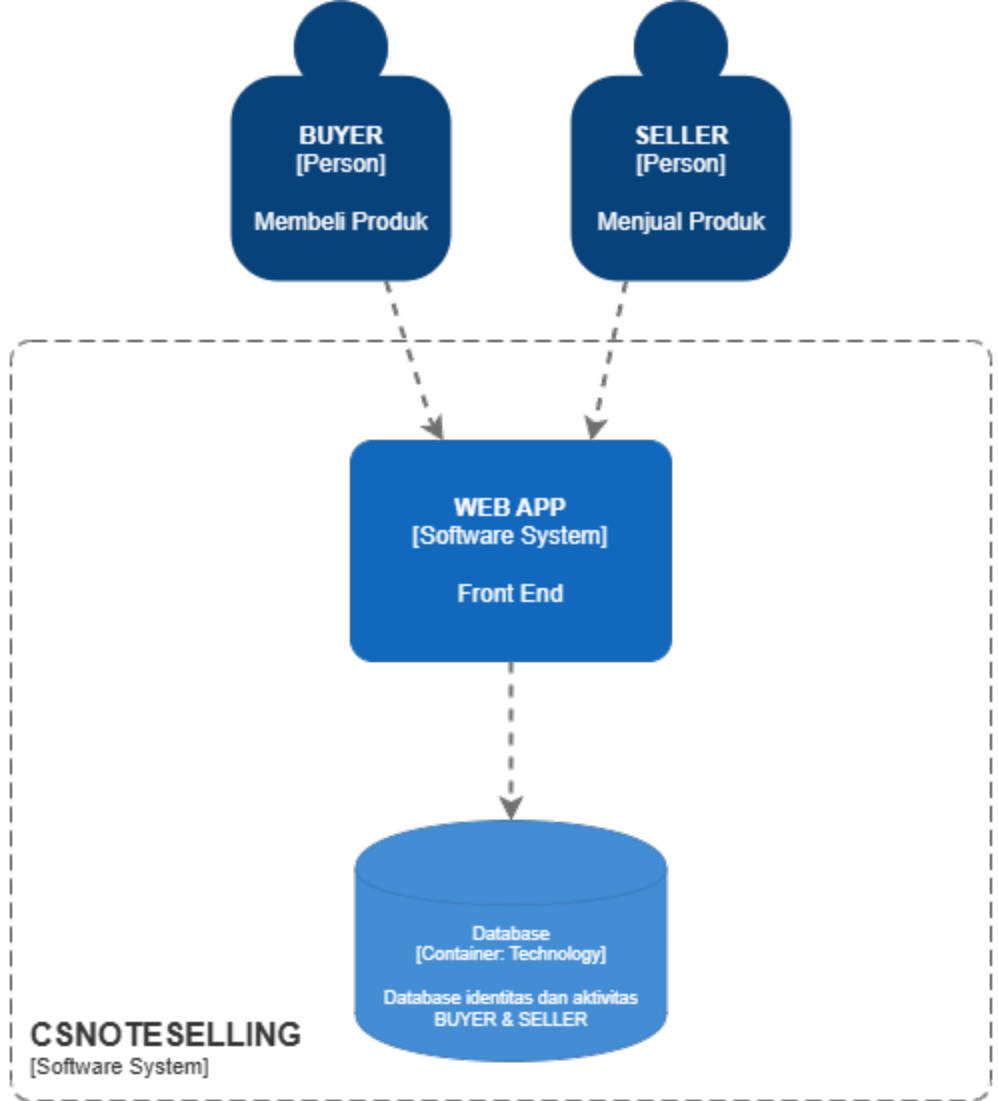 BUYER
[Person]
Membeli Produk
SELLER
[Person]
Menjual Produk
WEB APP
[Software System]
Front End
Database
[Container: Technology]
Database identitas dan aktivitas
BUYER & SELLER
CSNOTESELLING
[Software System]